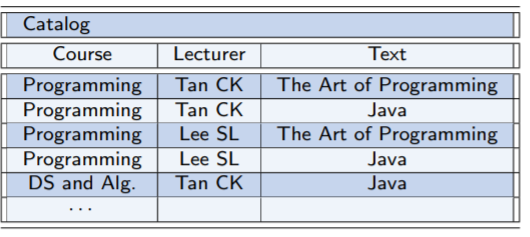 Catalog
Course Lecturer Text
Programming Tan CK The Art of Programming
Programming Tan CK Java
Programming Lee SL The Art of Programming
Programming Lee SL Java
DS and Alg. Tan CK Java
...